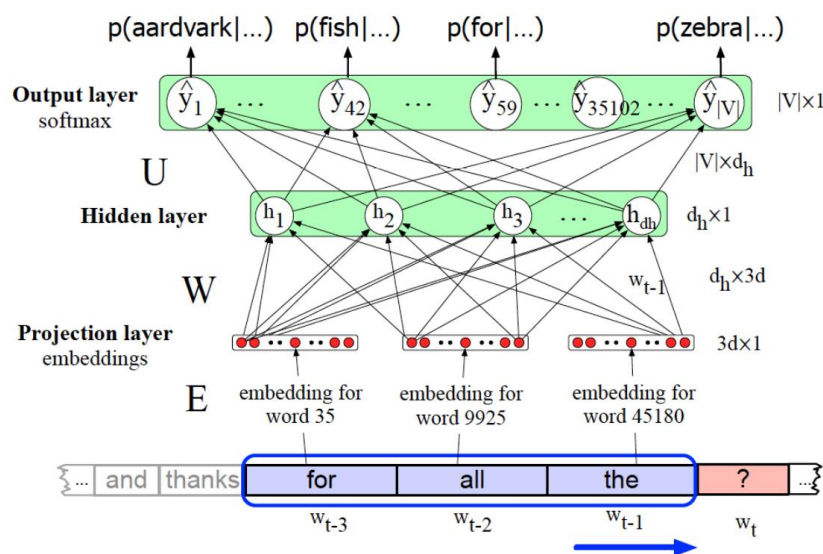 p(aardvark|...) p(fish|...) p(for|...) p(zebra|...)
Output layer
softmax
ŷ1 ... ŷ42 ... ŷ59 ... ŷ35102 ... ŷ|V| |V|×1
U |V|×dh
Hidden layer h1 h2 h3 ... hdh dh×1
W wt-1 dh×3d
Projection layer
embeddings
3d×1
E
embedding for
word 35
embedding for
word 9925
embedding for
word 45180
... and thanks for all the ? ...
wt-3 wt-2 wt-1 wt